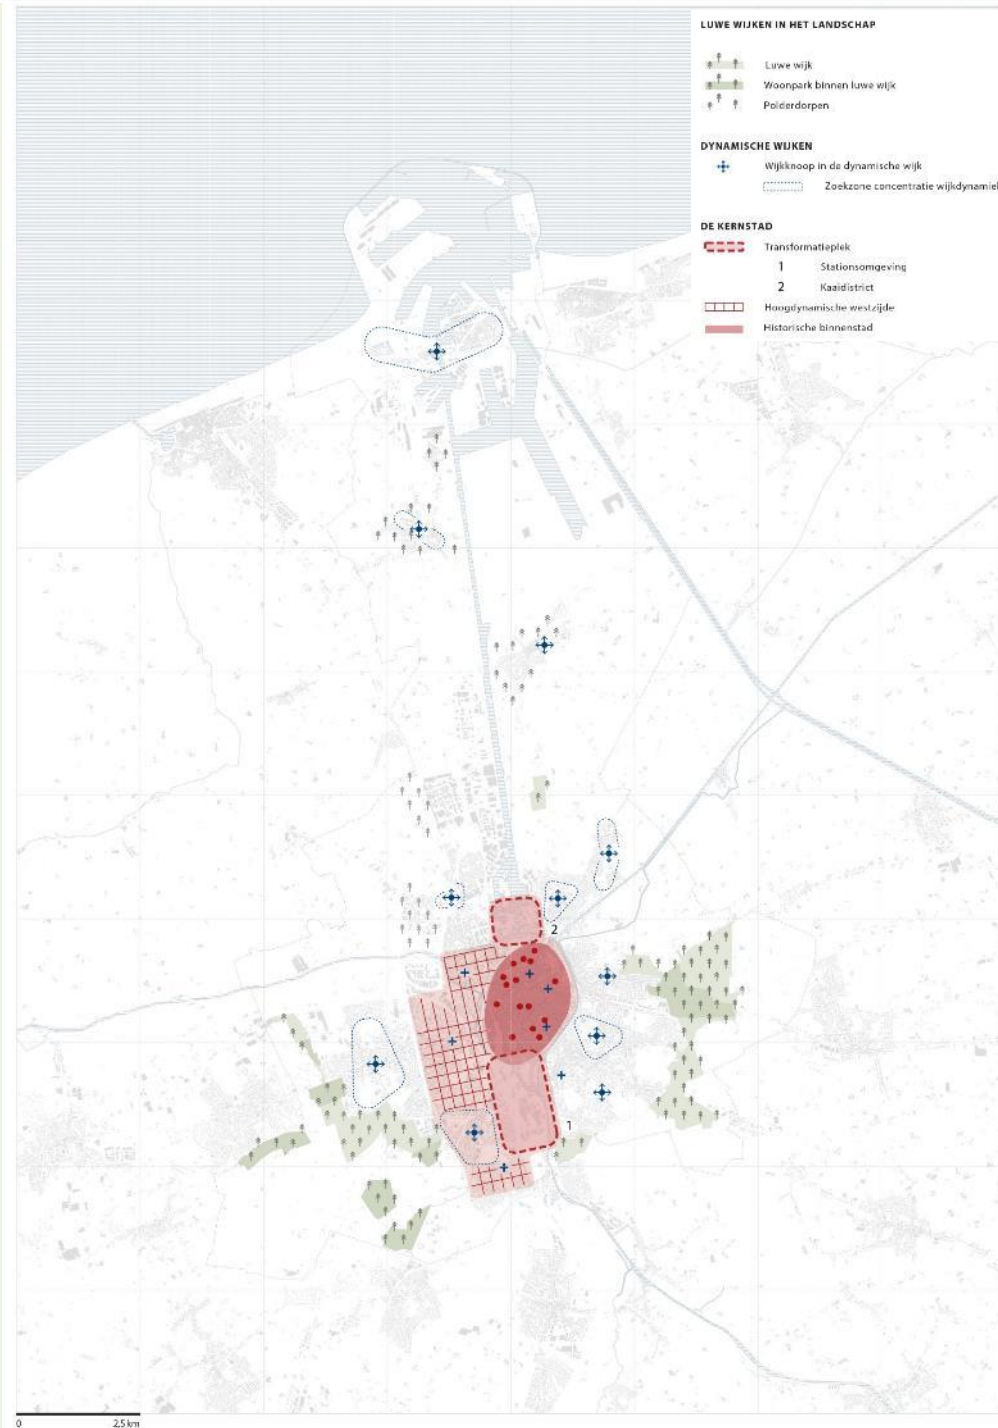 LUWE WIJKEN IN HET LANDSCHAP
Luwe wijk
Woonpark binnen luwe wijk
Polderdorpen
DYNAMISCHE WIJKEN
Wijkknoop in de dynamische wijk
Zoekzone concentratie wijkdynamiek
DE KERNSTAD
Transformatieplek
1 Stationsomgeving
2 Kaaidistrict
Hoogdynamische westzijde
Historische binnenstad
2
1
0 2,5 km